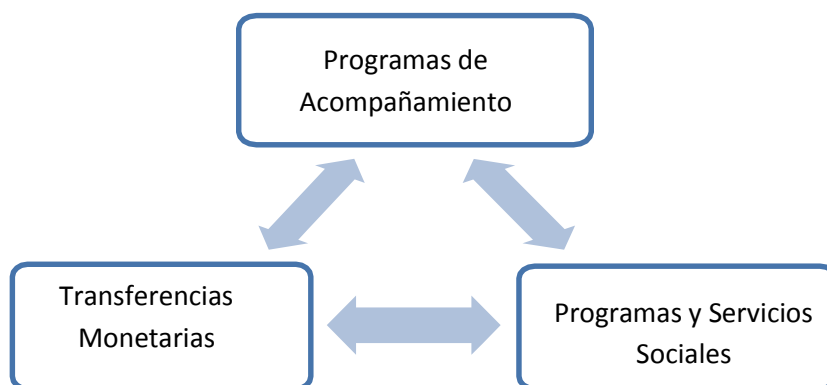 Programas de
Acompañamiento
Transferencias
Monetarias
Programas y Servicios
Sociales